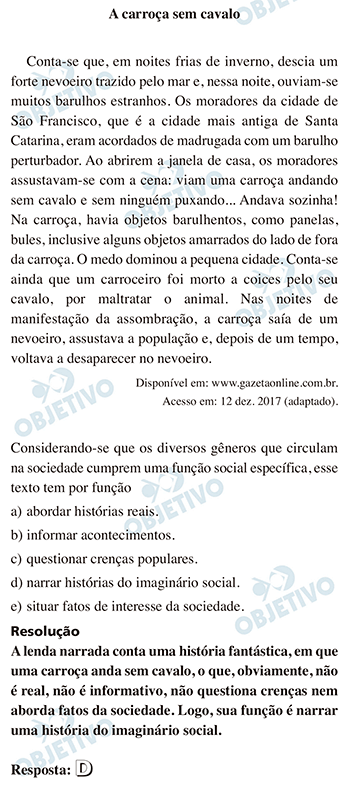 A carroça sem cavalo
Conta-se que, em noites frias de inverno, descia um
forte nevoeiro trazido pelo mar e, nessa noite, ouviam-se
muitos barulhos estranhos. Os moradores da cidade de
São Francisco, que é a cidade mais antiga de Santa
Catarina, eram acordados de madrugada com um barulho
perturbador. Ao abrirem a janela de casa, os moradores
assustavam-se com a cena: viam uma carroça andando
sem cavalo e sem ninguém puxando... Andava sozinha!
Na carroça, havia objetos barulhentos, como panelas,
bules, inclusive alguns objetos amarrados do lado de fora
da carroça. O medo dominou a pequena cidade. Conta-se
ainda que um carroceiro foi morto a coices pelo seu
cavalo, por maltratar o animal. Nas noites de
manifestação da assombração, a carroça saía de um
nevoeiro, assustava a população e, depois de um tempo,
voltava a desaparecer no nevoeiro.
Disponível em: www.gazetaonline.com.br.
Acesso em: 12 dez. 2017 (adaptado).
Considerando-se que os diversos gêneros que circulam
na sociedade cumprem uma função social específica, esse
texto tem por função
a) abordar histórias reais.
b) informar acontecimentos.
c) questionar crenças populares.
d) narrar histórias do imaginário social.
e) situar fatos de interesse da sociedade.
Resolução
A lenda narrada conta uma história fantástica, em que
uma carroça anda sem cavalo, o que, obviamente, não
é real, não é informativo, não questiona crenças nem
aborda fatos da sociedade. Logo, sua função é narrar
uma história do imaginário social.
Resposta: D
OBJETIVO
OBJETIVO
OBJETIVO
OBJETIVO
OBJETIVO
OBJETIVO
OBJETIVO
OBJETIVO